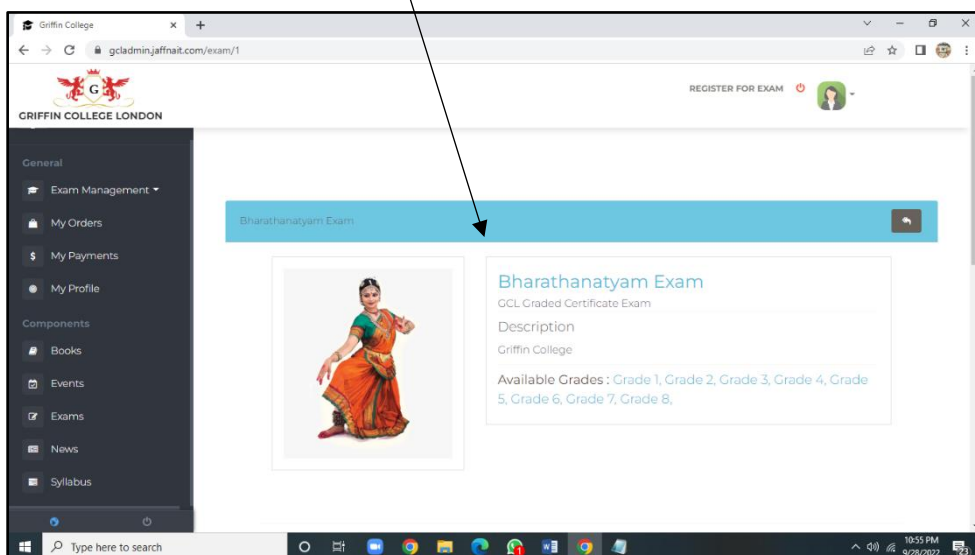 Griffin College
gcladmin.jaffnait.com/exam/1
G
GRIFFIN COLLEGE LONDON
REGISTER FOR EXAM
General
Exam Management
My Orders
$ My Payments
My Profile
Components
Books
Events
Exams
News
Syllabus
Bharathanatyam Exam
Bharathanatyam Exam
GCL Graded Certificate Exam
Description
Griffin College
Available Grades : Grade 1, Grade 2, Grade 3, Grade 4, Grade
5, Grade 6, Grade 7, Grade 8,
Type here to search
10:55 PM
9/28/2022